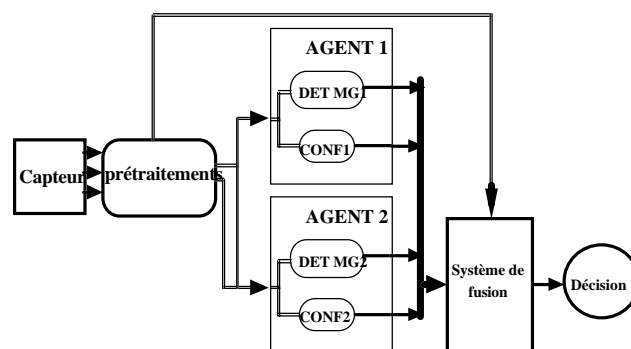 AGENT 1
DET MG1
CONF1
Capteur
prétraitements
AGENT 2
DET MG2
CONF2
Système de
fusion
Décision